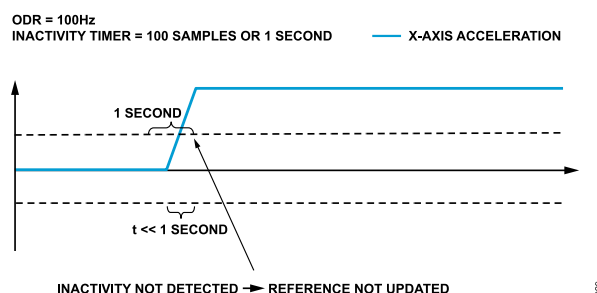 ODR = 100Hz
INACTIVITY TIMER = 100 SAMPLES OR 1 SECOND
X-AXIS ACCELERATION
1 SECOND
t << 1 SECOND
INACTIVITY NOT DETECTED → REFERENCE NOT UPDATED